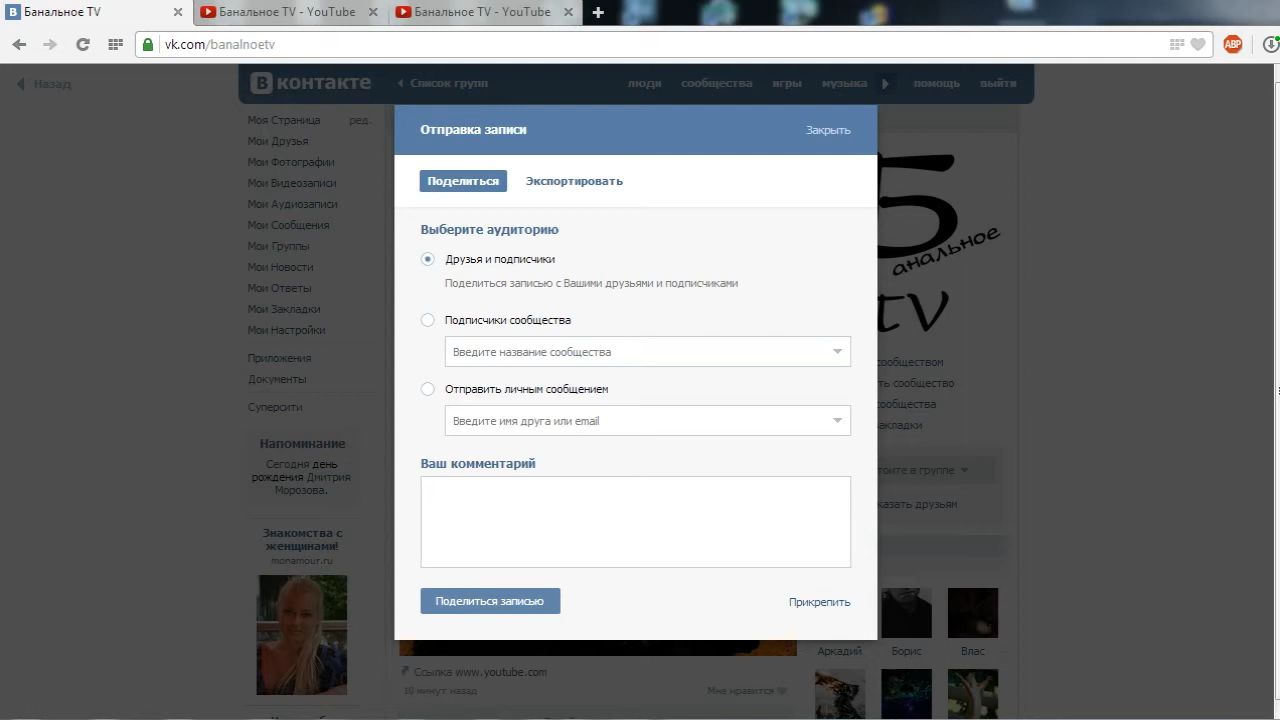 Банальное TV
Банальное TV - YouTube
Банальное TV - YouTube
vk.com/banalnoetv
ABP
Назад
В контакте
Список групп
люди
сообщества
игры
музыка
помощь
выйти
Моя Страница
ред.
Мои Друзья
Мои Фотографии
Мои Видеозаписи
Мои Аудиозаписи
Мои Сообщения
Мои Группы
Мои Новости
Мои Ответы
Мои Закладки
Мои Настройки
Приложения
Документы
Суперсити
Напоминание
Сегодня день
рождения Дмитрия
Морозова.
Знакомства с
женщинами!
monamour.ru
Отправка записи
Закрыть
Поделиться
Экспортировать
Выберите аудиторию
Друзья и подписчики
Поделиться записью с Вашими друзьями и подписчиками
Подписчики сообщества
Введите название сообщества
Отправить личным сообщением
Введите имя друга или email
Ваш комментарий
Поделиться записью
Прикрепить
Ссылка www.youtube.com
10 минут назад
Мне нравится
Банальное
tv
сообществом
сообщество
сообщества
в группе
друзьям
Аркадий
Борис
Влас